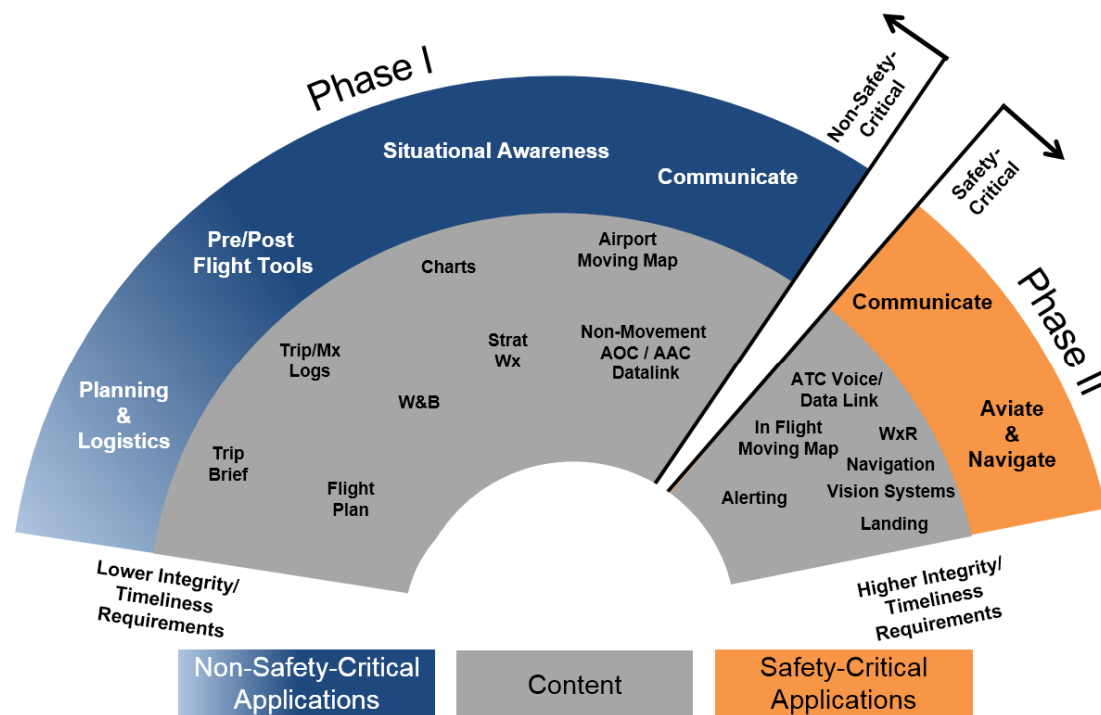 Phase I
Situational Awareness
Communicate
Pre/Post
Flight Tools
Planning
&
Logistics
Non-Safety-
Critical
Safety-
Critical
Phase II
Communicate
Aviate
&
Navigate
Charts
Airport
Moving Map
Trip/Mx
Logs
Strat
Wx
Non-Movement
AOC / AAC
Datalink
W&B
Trip
Brief
Flight
Plan
ATC Voice/
Data Link
In Flight
Moving Map
WxR
Navigation
Alerting
Vision Systems
Landing
Lower Integrity/
Timeliness
Requirements
Higher Integrity/
Timeliness
Requirements
Non-Safety-Critical
Applications
Content
Safety-Critical
Applications